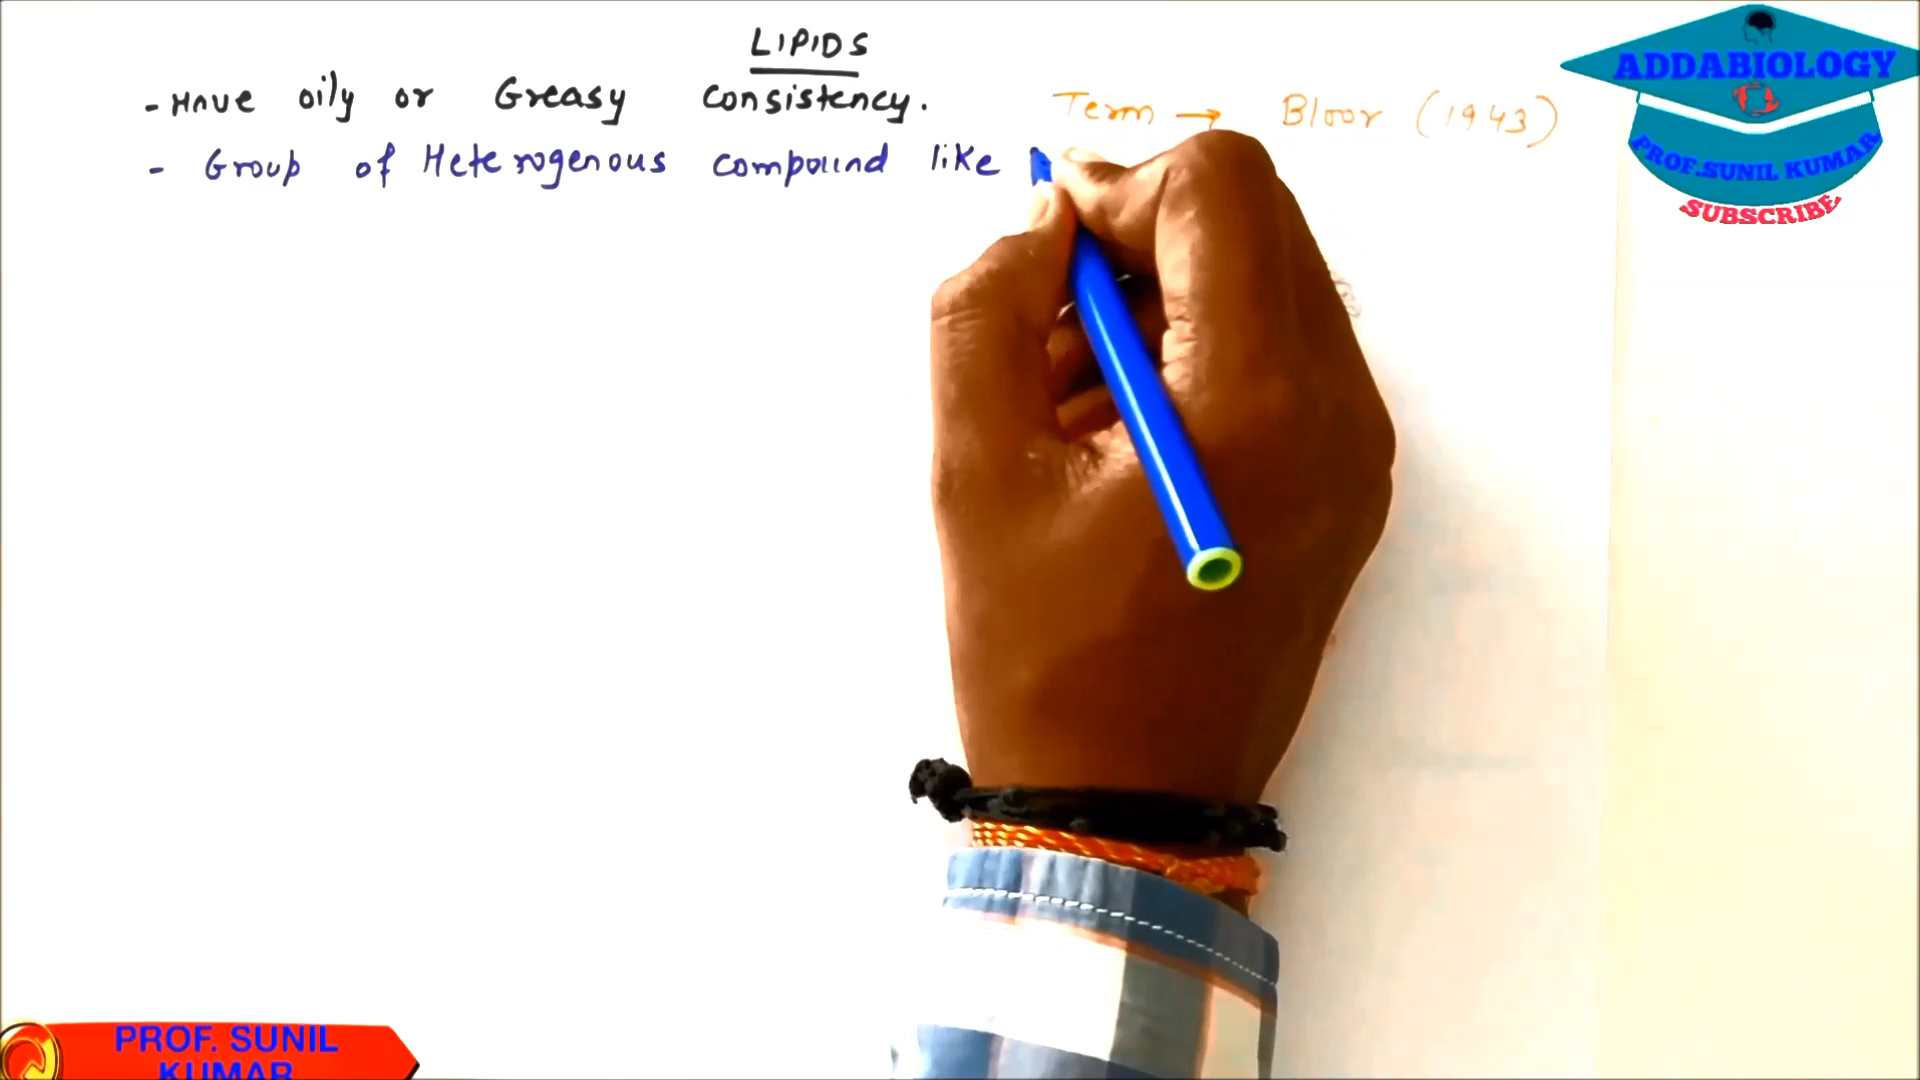 LIPIDS
- Have oily or Greasy consistency.
Term → Bloor (1943)
- Group of Heterogenous compound like
ADDABIOLOGY
PROF.SUNIL KUMAR
SUBSCRIBE
PROF. SUNIL
KUMAR